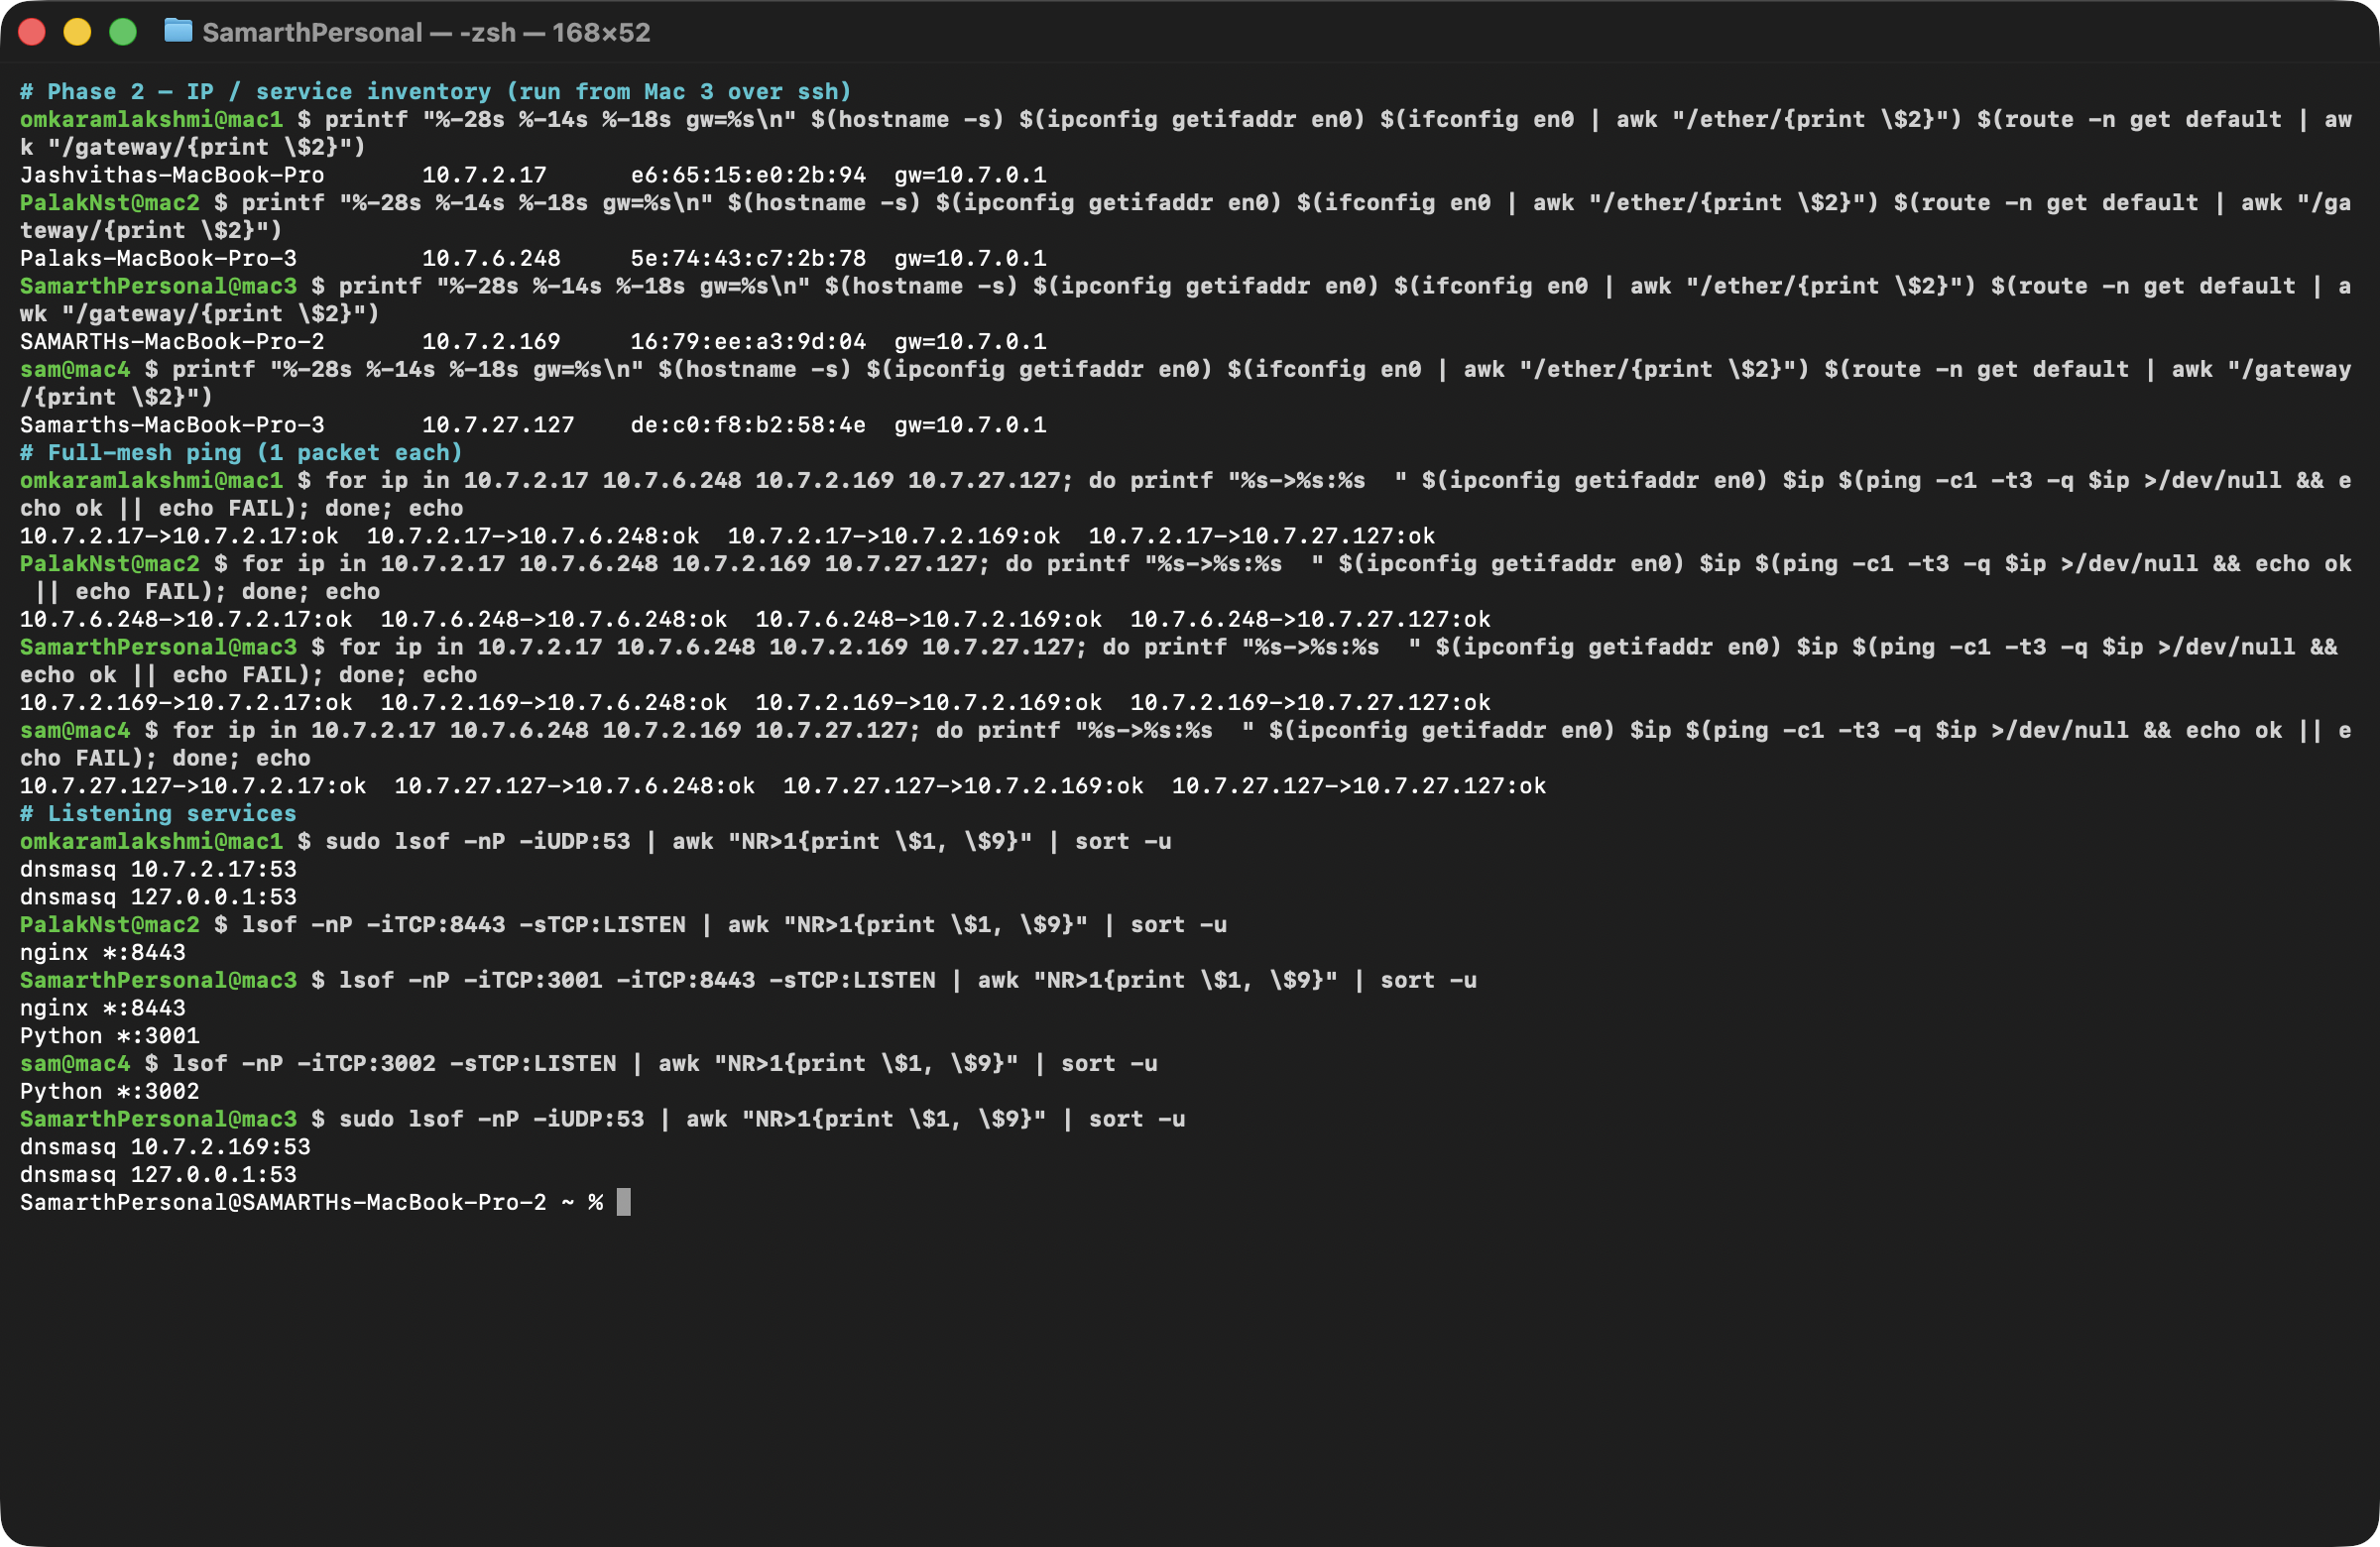 SamarthPersonal — -zsh — 168×52
# Phase 2 — IP / service inventory (run from Mac 3 over ssh)
omkaramlakshmi@mac1 $ printf "%-28s %-14s %-18s gw=%s\n" $(hostname -s) $(ipconfig getifaddr en0) $(ifconfig en0 | awk "/ether/{print \$2}") $(route -n get default | aw
k "/gateway/{print \$2}")
Jashvithas-MacBook-Pro       10.7.2.17      e6:65:15:e0:2b:94  gw=10.7.0.1
PalakNst@mac2 $ printf "%-28s %-14s %-18s gw=%s\n" $(hostname -s) $(ipconfig getifaddr en0) $(ifconfig en0 | awk "/ether/{print \$2}") $(route -n get default | awk "/ga
teway/{print \$2}")
Palaks-MacBook-Pro-3         10.7.6.248     5e:74:43:c7:2b:78  gw=10.7.0.1
SamarthPersonal@mac3 $ printf "%-28s %-14s %-18s gw=%s\n" $(hostname -s) $(ipconfig getifaddr en0) $(ifconfig en0 | awk "/ether/{print \$2}") $(route -n get default | a
wk "/gateway/{print \$2}")
SAMARTHs-MacBook-Pro-2       10.7.2.169     16:79:ee:a3:9d:04  gw=10.7.0.1
sam@mac4 $ printf "%-28s %-14s %-18s gw=%s\n" $(hostname -s) $(ipconfig getifaddr en0) $(ifconfig en0 | awk "/ether/{print \$2}") $(route -n get default | awk "/gateway
/{print \$2}")
Samarths-MacBook-Pro-3       10.7.27.127    de:c0:f8:b2:58:4e  gw=10.7.0.1
# Full-mesh ping (1 packet each)
omkaramlakshmi@mac1 $ for ip in 10.7.2.17 10.7.6.248 10.7.2.169 10.7.27.127; do printf "%s->%s:%s  " $(ipconfig getifaddr en0) $ip $(ping -c1 -t3 -q $ip >/dev/null && e
cho ok || echo FAIL); done; echo
10.7.2.17->10.7.2.17:ok  10.7.2.17->10.7.6.248:ok  10.7.2.17->10.7.2.169:ok  10.7.2.17->10.7.27.127:ok
PalakNst@mac2 $ for ip in 10.7.2.17 10.7.6.248 10.7.2.169 10.7.27.127; do printf "%s->%s:%s  " $(ipconfig getifaddr en0) $ip $(ping -c1 -t3 -q $ip >/dev/null && echo ok
 || echo FAIL); done; echo
10.7.6.248->10.7.2.17:ok  10.7.6.248->10.7.6.248:ok  10.7.6.248->10.7.2.169:ok  10.7.6.248->10.7.27.127:ok
SamarthPersonal@mac3 $ for ip in 10.7.2.17 10.7.6.248 10.7.2.169 10.7.27.127; do printf "%s->%s:%s  " $(ipconfig getifaddr en0) $ip $(ping -c1 -t3 -q $ip >/dev/null &&
echo ok || echo FAIL); done; echo
10.7.2.169->10.7.2.17:ok  10.7.2.169->10.7.6.248:ok  10.7.2.169->10.7.2.169:ok  10.7.2.169->10.7.27.127:ok
sam@mac4 $ for ip in 10.7.2.17 10.7.6.248 10.7.2.169 10.7.27.127; do printf "%s->%s:%s  " $(ipconfig getifaddr en0) $ip $(ping -c1 -t3 -q $ip >/dev/null && echo ok || e
cho FAIL); done; echo
10.7.27.127->10.7.2.17:ok  10.7.27.127->10.7.6.248:ok  10.7.27.127->10.7.2.169:ok  10.7.27.127->10.7.27.127:ok
# Listening services
omkaramlakshmi@mac1 $ sudo lsof -nP -iUDP:53 | awk "NR>1{print \$1, \$9}" | sort -u
dnsmasq 10.7.2.17:53
dnsmasq 127.0.0.1:53
PalakNst@mac2 $ lsof -nP -iTCP:8443 -sTCP:LISTEN | awk "NR>1{print \$1, \$9}" | sort -u
nginx *:8443
SamarthPersonal@mac3 $ lsof -nP -iTCP:3001 -iTCP:8443 -sTCP:LISTEN | awk "NR>1{print \$1, \$9}" | sort -u
nginx *:8443
Python *:3001
sam@mac4 $ lsof -nP -iTCP:3002 -sTCP:LISTEN | awk "NR>1{print \$1, \$9}" | sort -u
Python *:3002
SamarthPersonal@mac3 $ sudo lsof -nP -iUDP:53 | awk "NR>1{print \$1, \$9}" | sort -u
dnsmasq 10.7.2.169:53
dnsmasq 127.0.0.1:53
SamarthPersonal@SAMARTHs-MacBook-Pro-2 ~ %